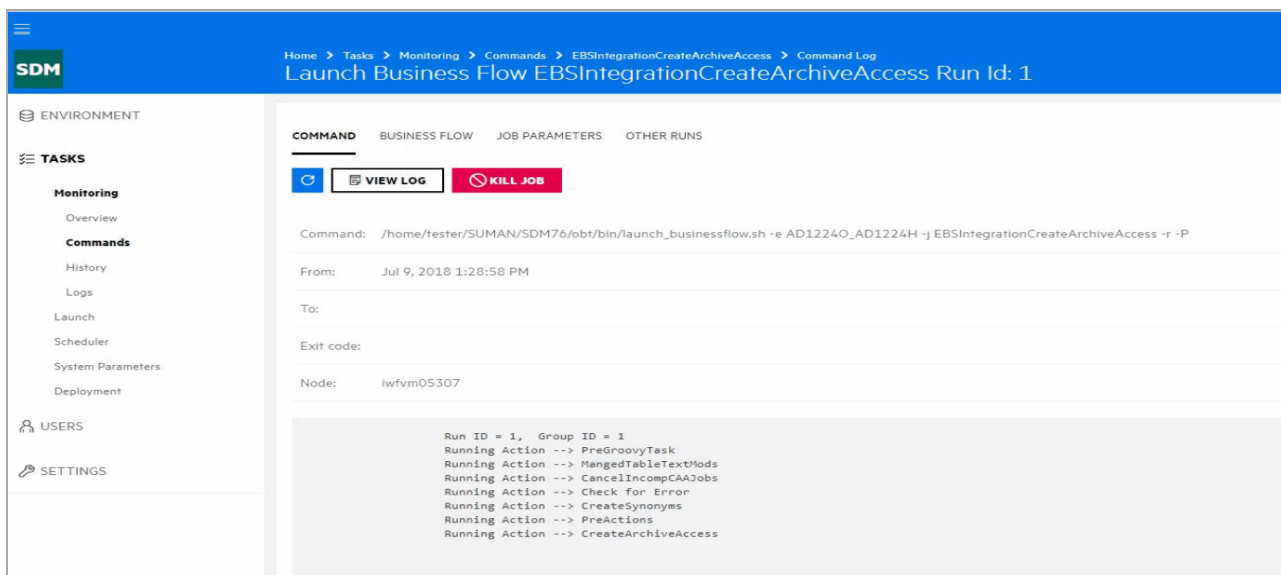 Home > Tasks > Monitoring > Commands > EBSIntegrationCreateArchiveAccess > Command Log
SDM
Launch Business Flow EBSIntegrationCreateArchiveAccess Run Id: 1
ENVIRONMENT
TASKS
Monitoring
Overview
Commands
History
Logs
Launch
Scheduler
System Parameters
Deployment
USERS
SETTINGS
COMMAND BUSINESS FLOW JOB PARAMETERS OTHER RUNS
VIEW LOG KILL JOB
Command: /home/tester/SUMAN/SDM76/obt/bin/launch_businessflow.sh -e AD1224O_AD1224H -j EBSIntegrationCreateArchiveAccess -r -P
From: Jul 9, 2018 1:28:58 PM
To:
Exit code:
Node: iwfvm05307
Run ID = 1, Group ID = 1
Running Action --> PreGroovyTask
Running Action --> MangedTableTextMods
Running Action --> CancelIncompCAAJobs
Running Action --> Check for Error
Running Action --> CreateSynonyms
Running Action --> PreActions
Running Action --> CreateArchiveAccess